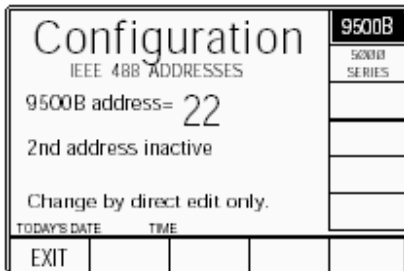 Configuration
IEEE 488 ADDRESSES
9500B address= 22
2nd address inactive
Change by direct edit only.
TODAY'S DATE TIME
EXIT
9500B
5000
SERIES